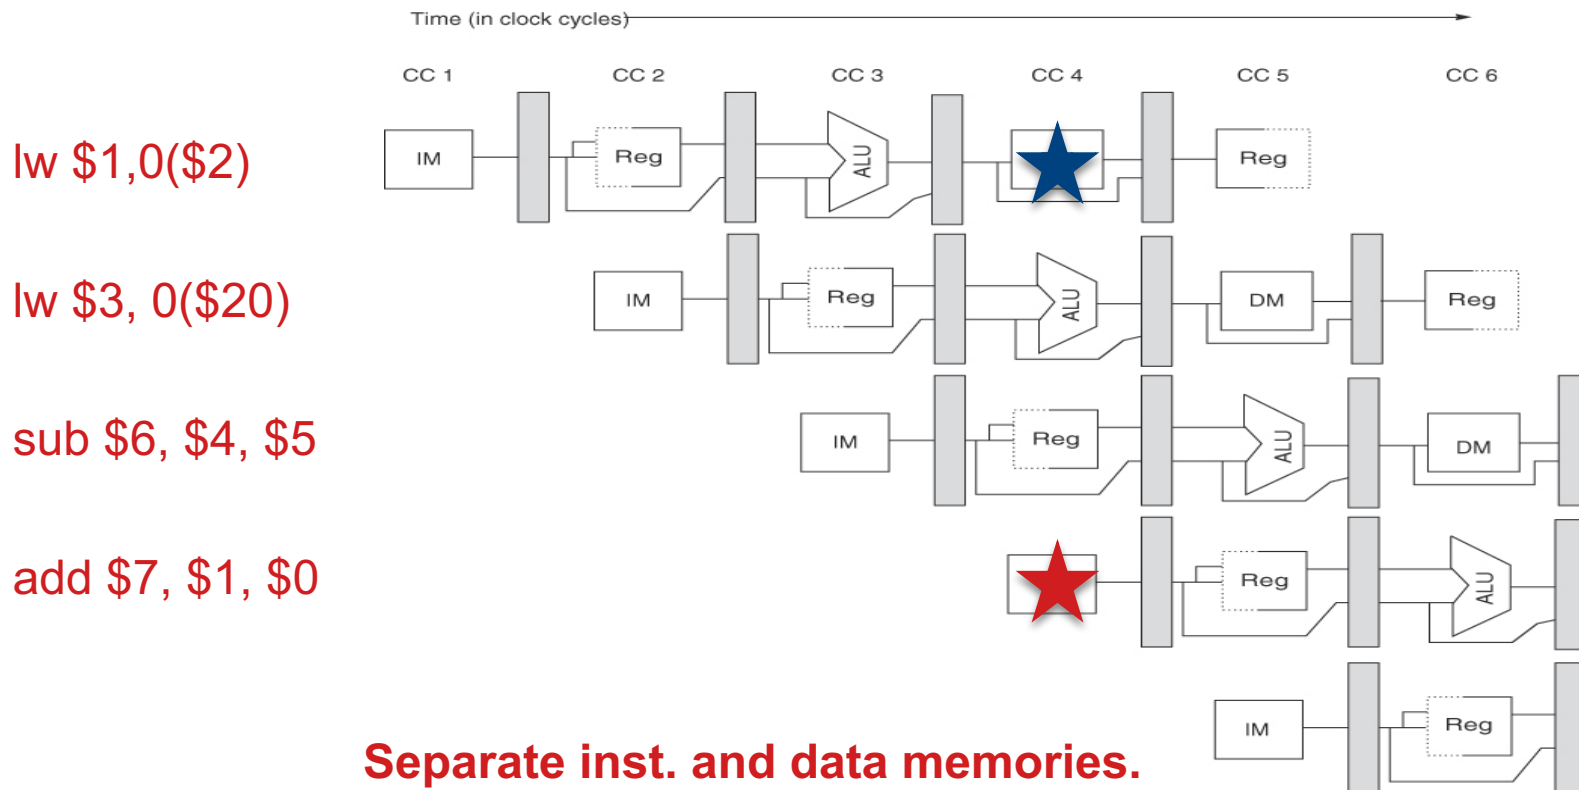 Time (in clock cycles)
CC 1 CC 2 CC 3 CC 4 CC 5 CC 6
lw $1,0($2) IM Reg ALU Reg
lw $3, 0($20) IM Reg ALU DM Reg
sub $6, $4, $5 IM Reg ALU DM
add $7, $1, $0 Reg ALU
IM Reg
Separate inst. and data memories.